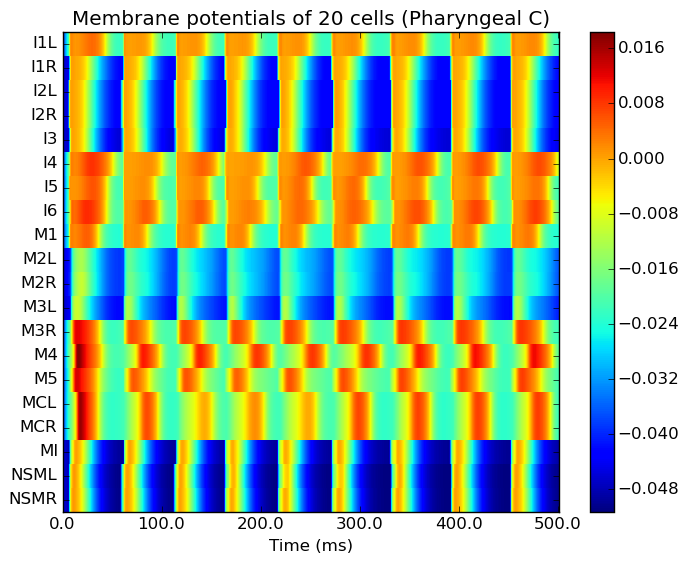 Membrane potentials of 20 cells (Pharyngeal C)
I1L
I1R
I2L
I2R
I3
I4
I5
I6
M1
M2L
M2R
M3L
M3R
M4
M5
MCL
MCR
MI
NSML
NSMR
0.0 100.0 200.0 300.0 400.0 500.0
Time (ms)
0.016
0.008
0.000
−0.008
−0.016
−0.024
−0.032
−0.040
−0.048